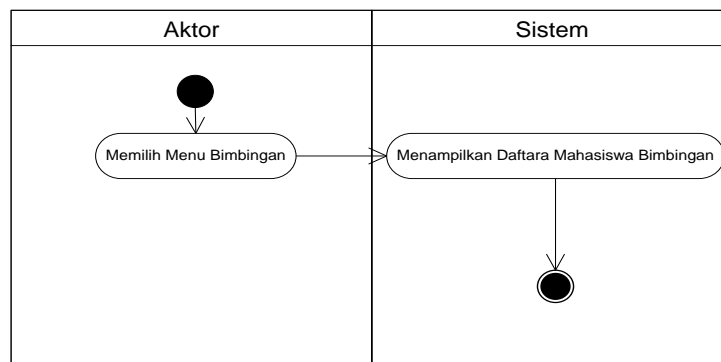 Aktor
Sistem
Memilih Menu Bimbingan
Menampilkan Daftara Mahasiswa Bimbingan